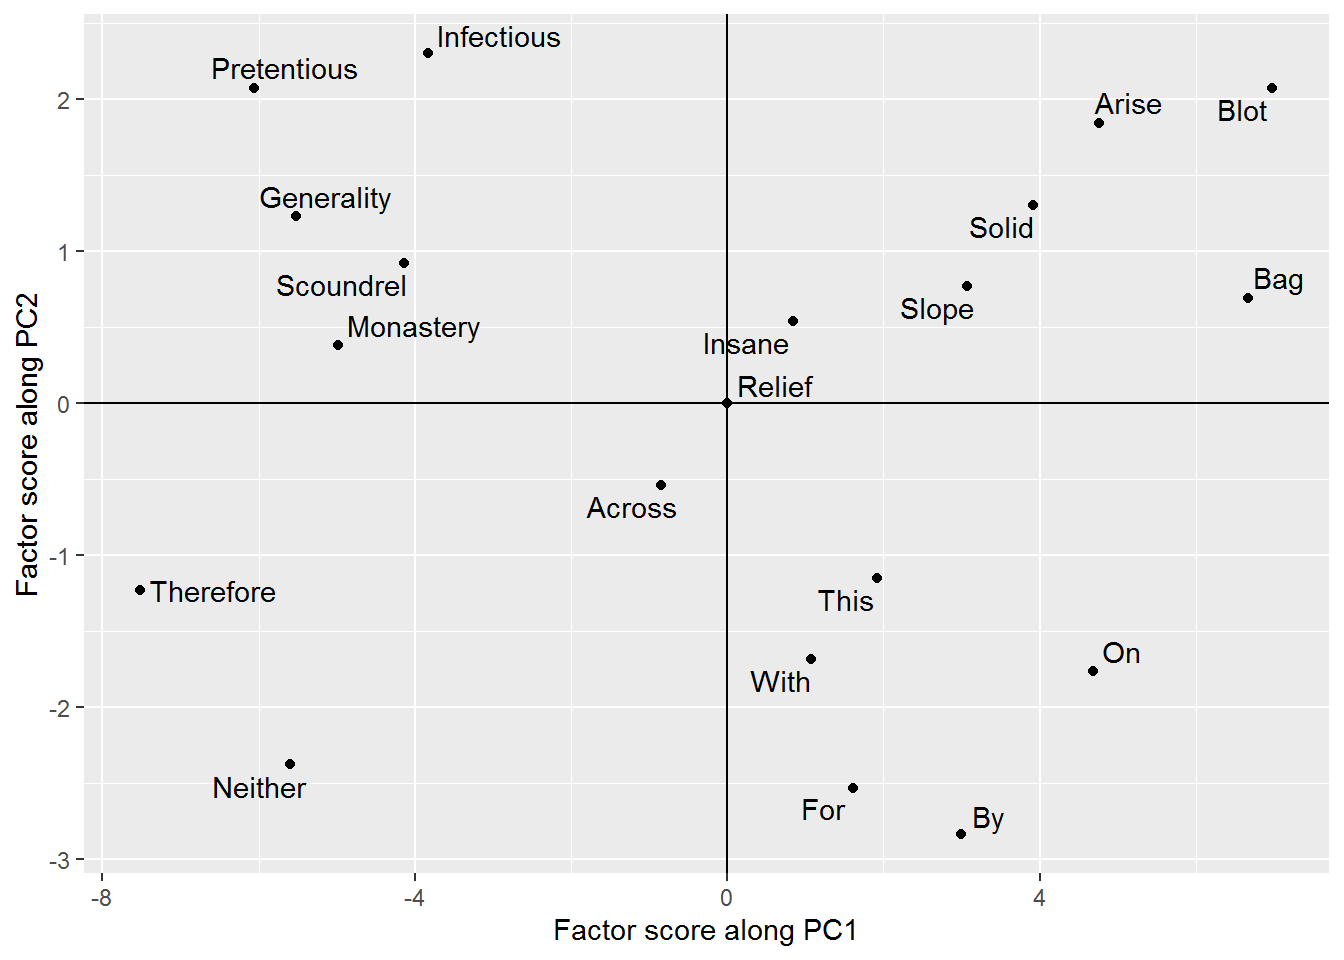 Infectious
Pretentious
Arise
Blot
2
Generality
Solid
1
Scoundrel
Bag
Slope
Monastery
Insane
Relief
0
Across
-1
Therefore
This
On
With
-2
Neither
For
By
-3
-8
-4
0
4
Factor score along PC1
Factor score along PC2